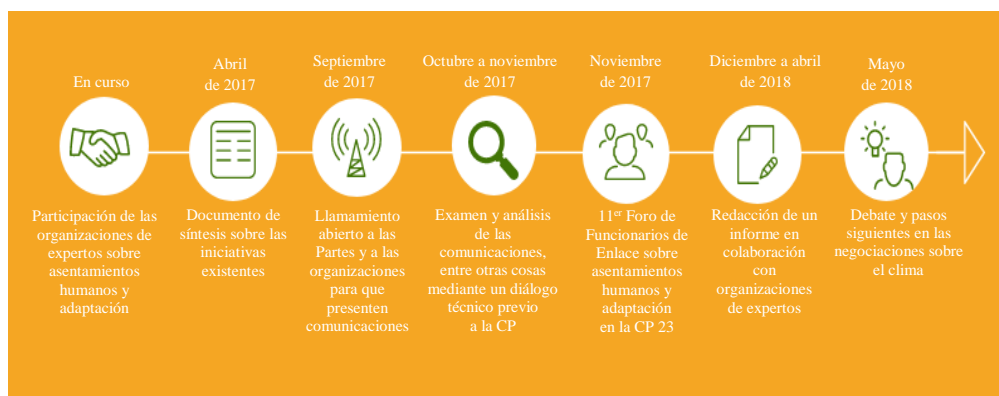 En curso
Participación de las
organizaciones de
expertos sobre
asentamientos
humanos y
adaptación
Abril
de 2017
Documento de
síntesis sobre las
iniciativas
existentes
Septiembre
de 2017
Llamamiento
abierto a las
Partes y a las
organizaciones
para que
presenten
comunicaciones
Octubre a noviembre
de 2017
Examen y análisis
de las
comunicaciones,
entre otras cosas
mediante un diálogo
técnico previo
a la CP
Noviembre
de 2017
11er Foro de
Funcionarios de
Enlace sobre
asentamientos
humanos y
adaptación
en la CP 23
Diciembre a abril
de 2018
Redacción de un
informe en
colaboración
con
organizaciones
de expertos
Mayo
de 2018
Debate y pasos
siguientes en las
negociaciones sobre
el clima